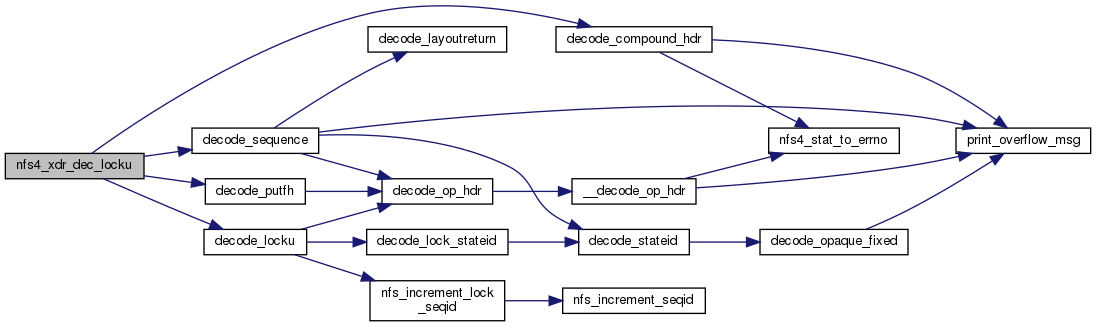 decode_layoutreturn
decode_compound_hdr
decode_sequence
nfs4_stat_to_errno
print_overflow_msg
nfs4_xdr_dec_locku
decode_putfh
decode_op_hdr
__decode_op_hdr
decode_locku
decode_lock_stateid
decode_stateid
decode_opaque_fixed
nfs_increment_lock
_seqid
nfs_increment_seqid